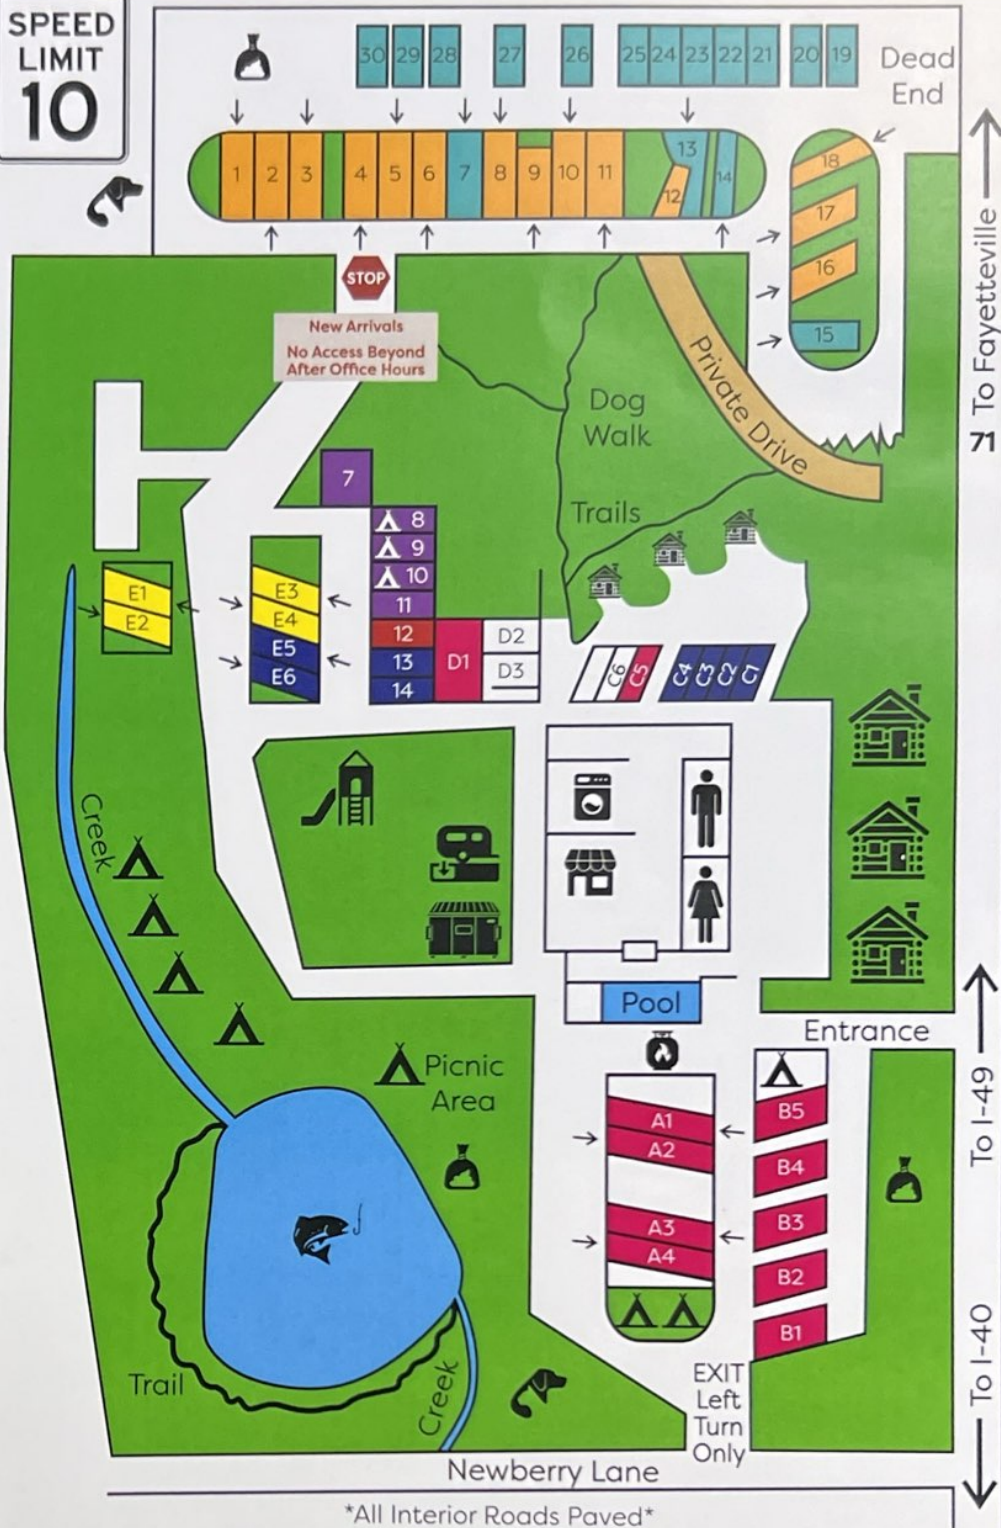 SPEED
LIMIT
10
30 29 28 27 26 25 24 23 22 21 20 19
Dead
End
1 2 3 4 5 6 7 8 9 10 11 12 13 14
18
17
16
15
STOP
New Arrivals
No Access Beyond
After Office Hours
Private Drive
Dog
Walk
Trails
71 To Fayetteville
7
8
9
10
11
12
13
14
D1
D2
D3
E1
E2
E3
E4
E5
E6
C6 C5 C4 C3 C2 C1
Creek
Pool
Entrance
Picnic
Area
A1
A2
A3
A4
B5
B4
B3
B2
B1
To I-49
To I-40
Trail
Creek
EXIT
Left
Turn
Only
Newberry Lane
*All Interior Roads Paved*